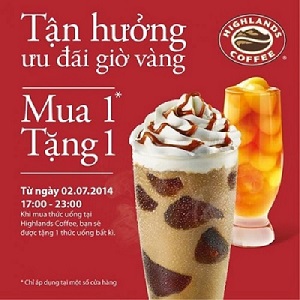 Tận hưởng
ưu đãi giờ vàng
HIGHLANDS
COFFEE
Mua 1*
Tặng 1
Từ ngày 02.07.2014
17:00 - 23:00
Khi mua thức uống tại
Highlands Coffee, bạn sẽ
được tặng 1 thức uống bất kì.
* Chỉ áp dụng tại một số cửa hàng